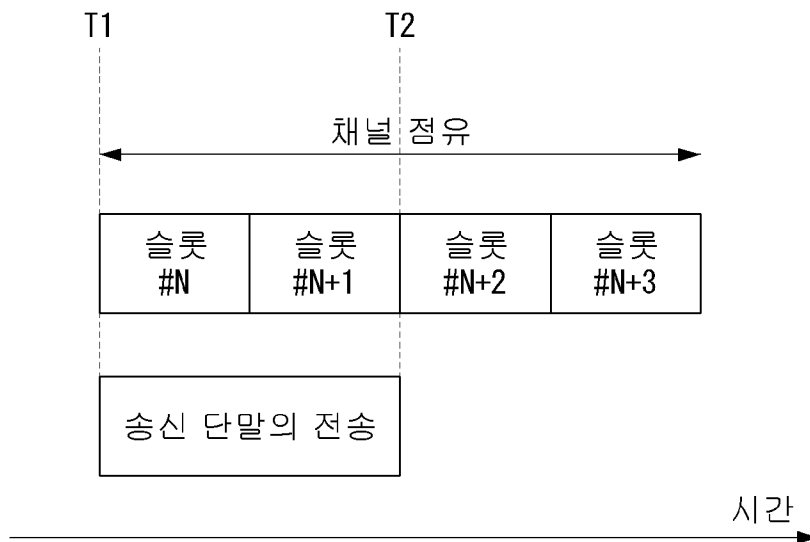 T1 T2
채널 점유
슬롯 슬롯 슬롯 슬롯
#N #N+1 #N+2 #N+3
송신 단말의 전송
시간